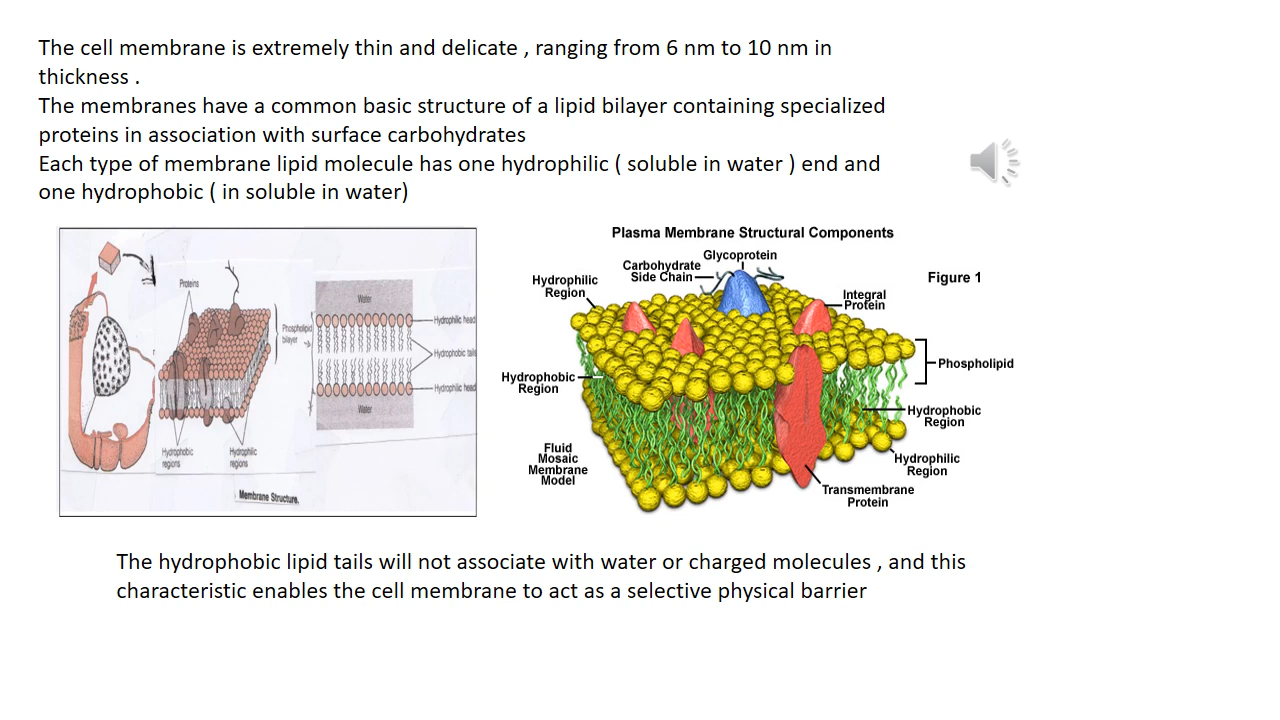 The cell membrane is extremely thin and delicate , ranging from 6 nm to 10 nm in
thickness .
The membranes have a common basic structure of a lipid bilayer containing specialized
proteins in association with surface carbohydrates
Each type of membrane lipid molecule has one hydrophilic ( soluble in water ) end and
one hydrophobic ( in soluble in water)
Proteins
Phospholipid
bilayer
Hydrophobic
regions
Hydrophilic
regions
Membrane Structure.
Water
Hydrophilic head
Hydrophobic tails
Hydrophilic head
Water
Plasma Membrane Structural Components
Glycoprotein
Carbohydrate
Side Chain
Hydrophilic
Region
Figure 1
Integral
Protein
Phospholipid
Hydrophobic
Region
Hydrophobic
Region
Fluid
Mosaic
Membrane
Model
Hydrophilic
Region
Transmembrane
Protein
The hydrophobic lipid tails will not associate with water or charged molecules , and this
characteristic enables the cell membrane to act as a selective physical barrier